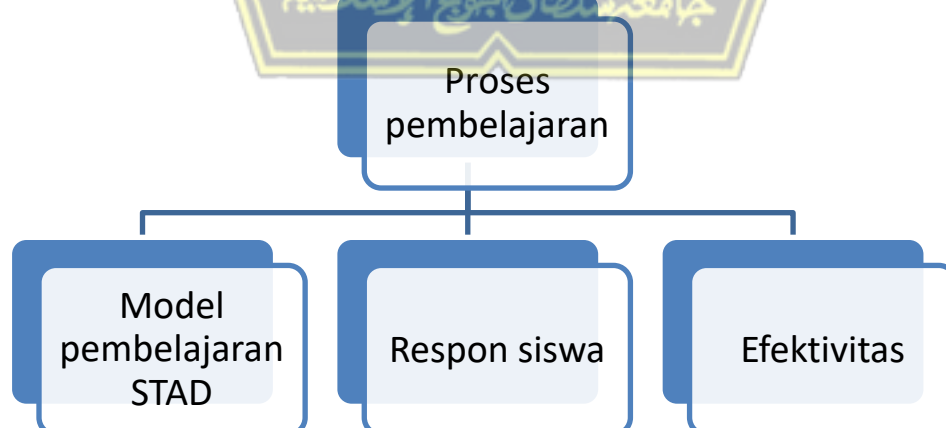 Proses
pembelajaran
Model
pembelajaran
STAD
Respon siswa
Efektivitas